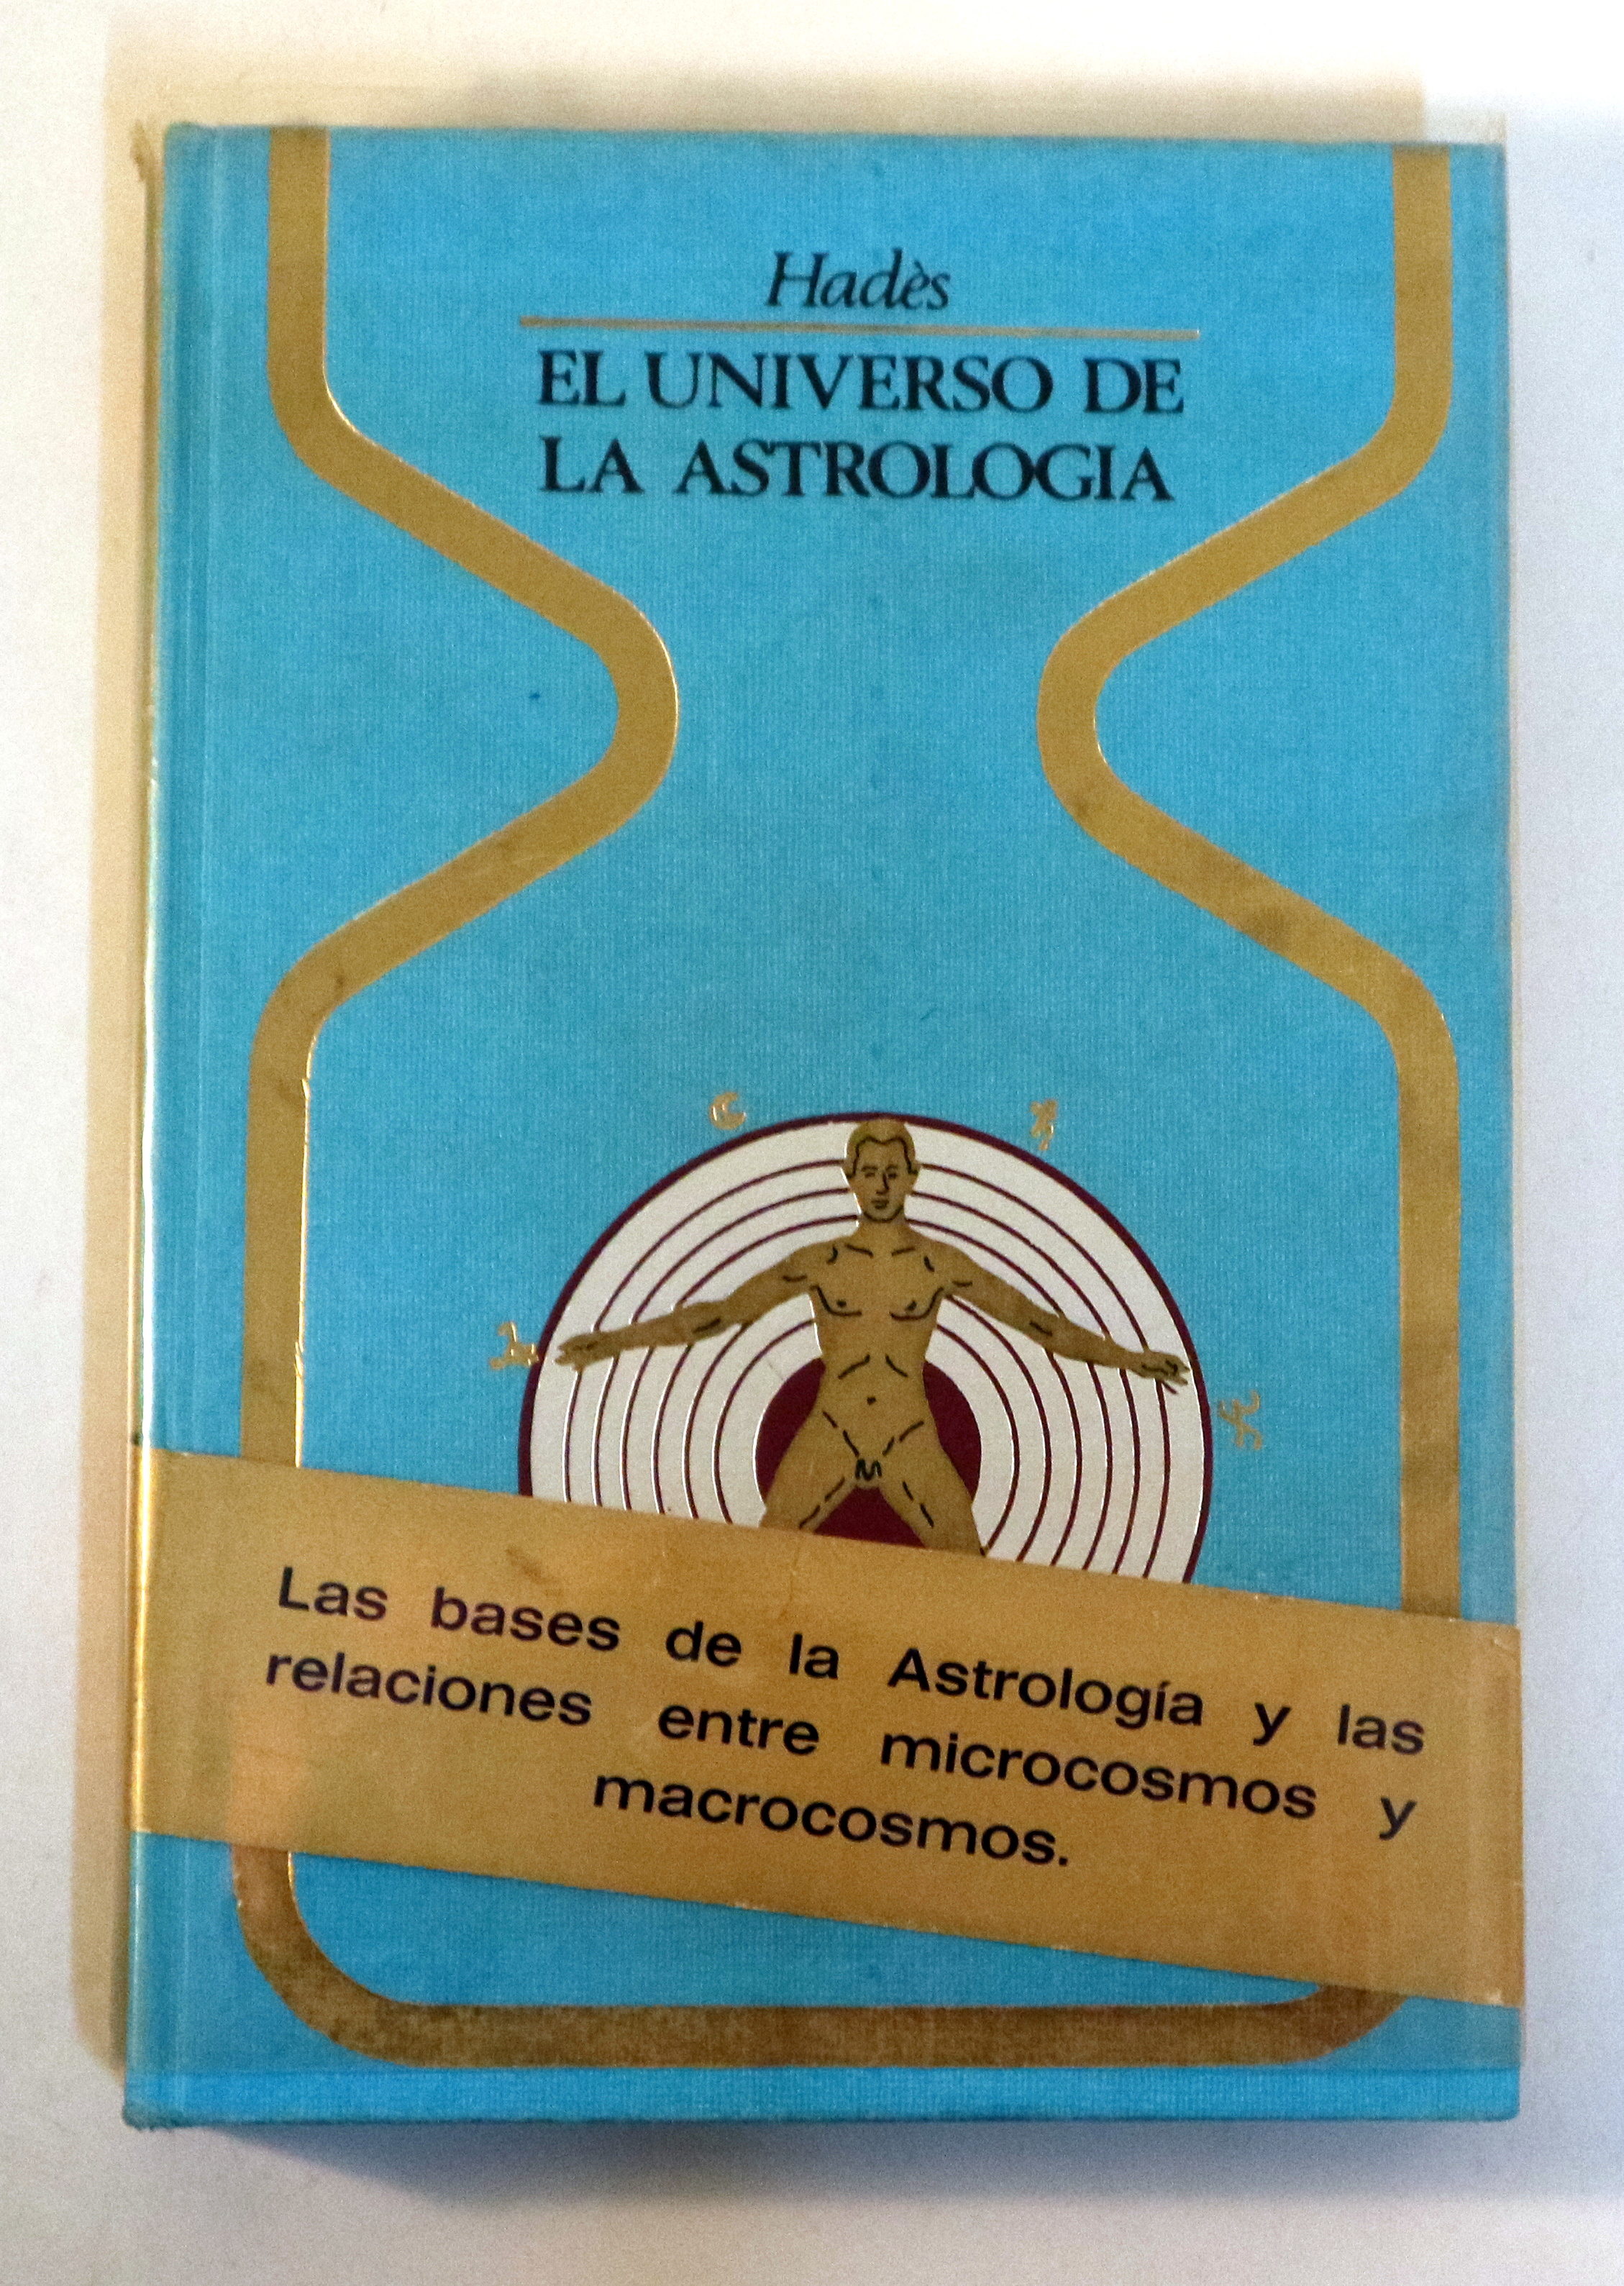 Hadès
EL UNIVERSO DE
LA ASTROLOGIA
Las bases de la Astrología y las
relaciones entre microcosmos y
macrocosmos.